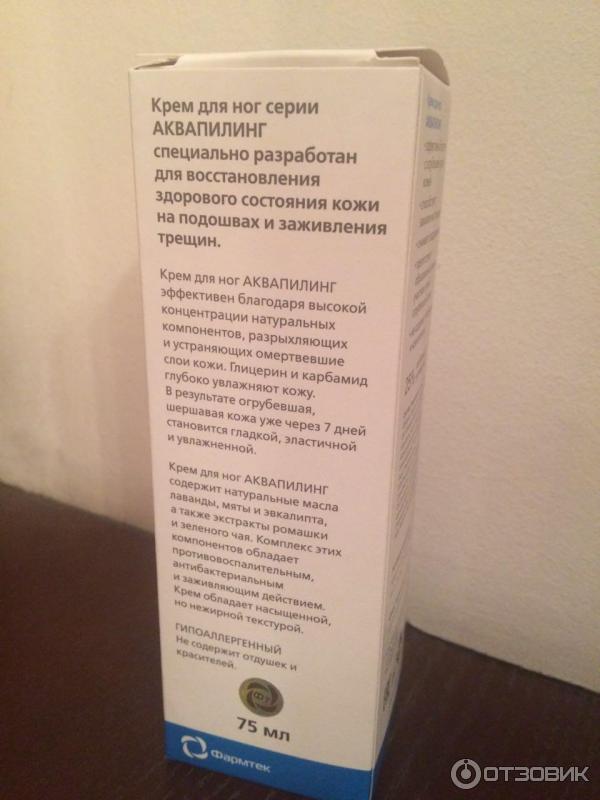 Крем для ног серии
АКВАПИЛИНГ
специально разработан
для восстановления
здорового состояния кожи
на подошвах и заживления
трещин.
Крем для ног АКВАПИЛИНГ
эффективен благодаря высокой
концентрации натуральных
компонентов, разрыхляющих
и устраняющих омертвевшие
слои кожи. Глицерин и карбамид
глубоко увлажняют кожу.
В результате огрубевшая,
шершавая кожа уже через 7 дней
становится гладкой, эластичной
и увлажненной.
Крем для ног АКВАПИЛИНГ
содержит натуральные масла
лаванды, мяты и эвкалипта,
а также экстракты ромашки
и зеленого чая. Комплекс этих
компонентов обладает
противовоспалительным,
антибактериальным
и заживляющим действием.
Крем обладает насыщенной,
но нежирной текстурой.
ГИПОАЛЛЕРГЕННЫЙ
Не содержит отдушек и
красителей.
75 мл
Фармтек
ОТЗОВИК